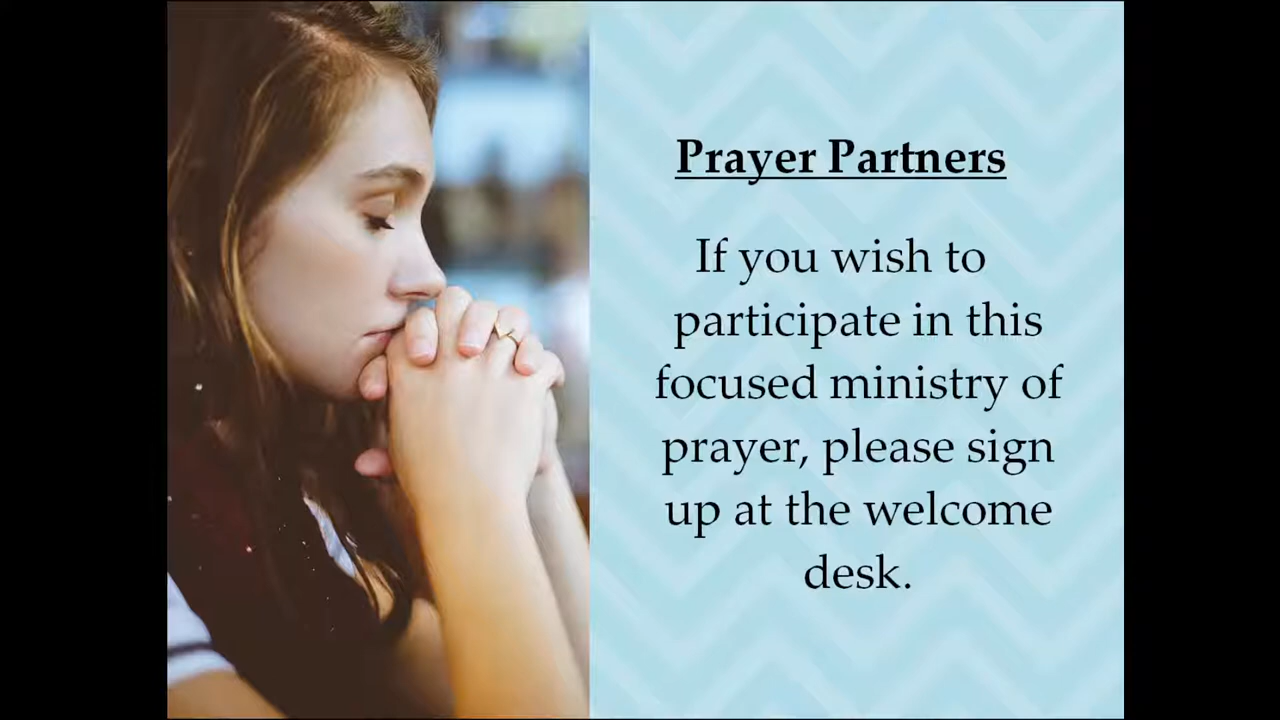 Prayer Partners
If you wish to
participate in this
focused ministry of
prayer, please sign
up at the welcome
desk.